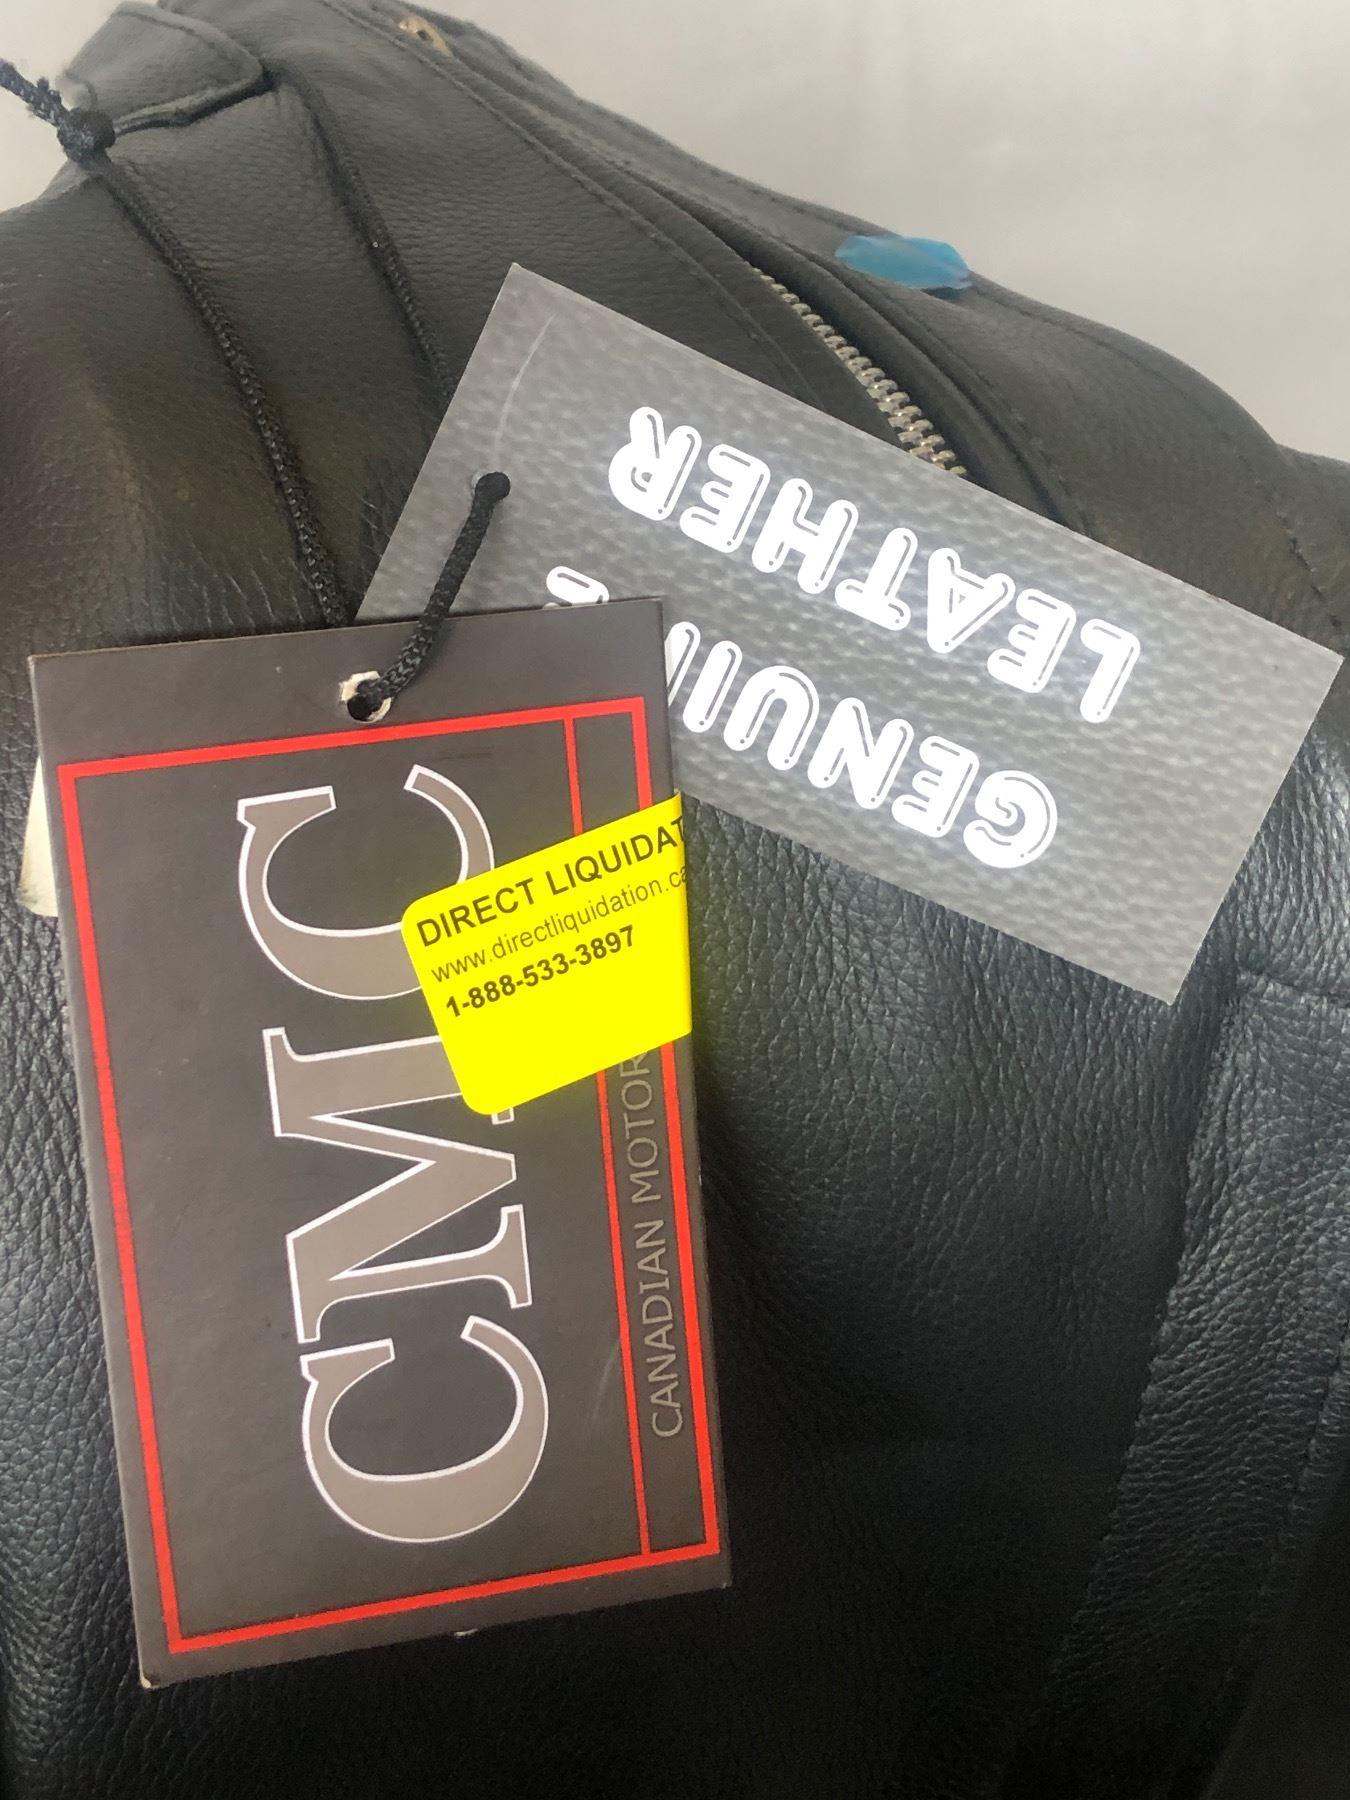 GENUINE
LEATHER
CMC
CANADIAN MOTOR
DIRECT LIQUIDAT
www.directliquidation.ca
1-888-533-3897